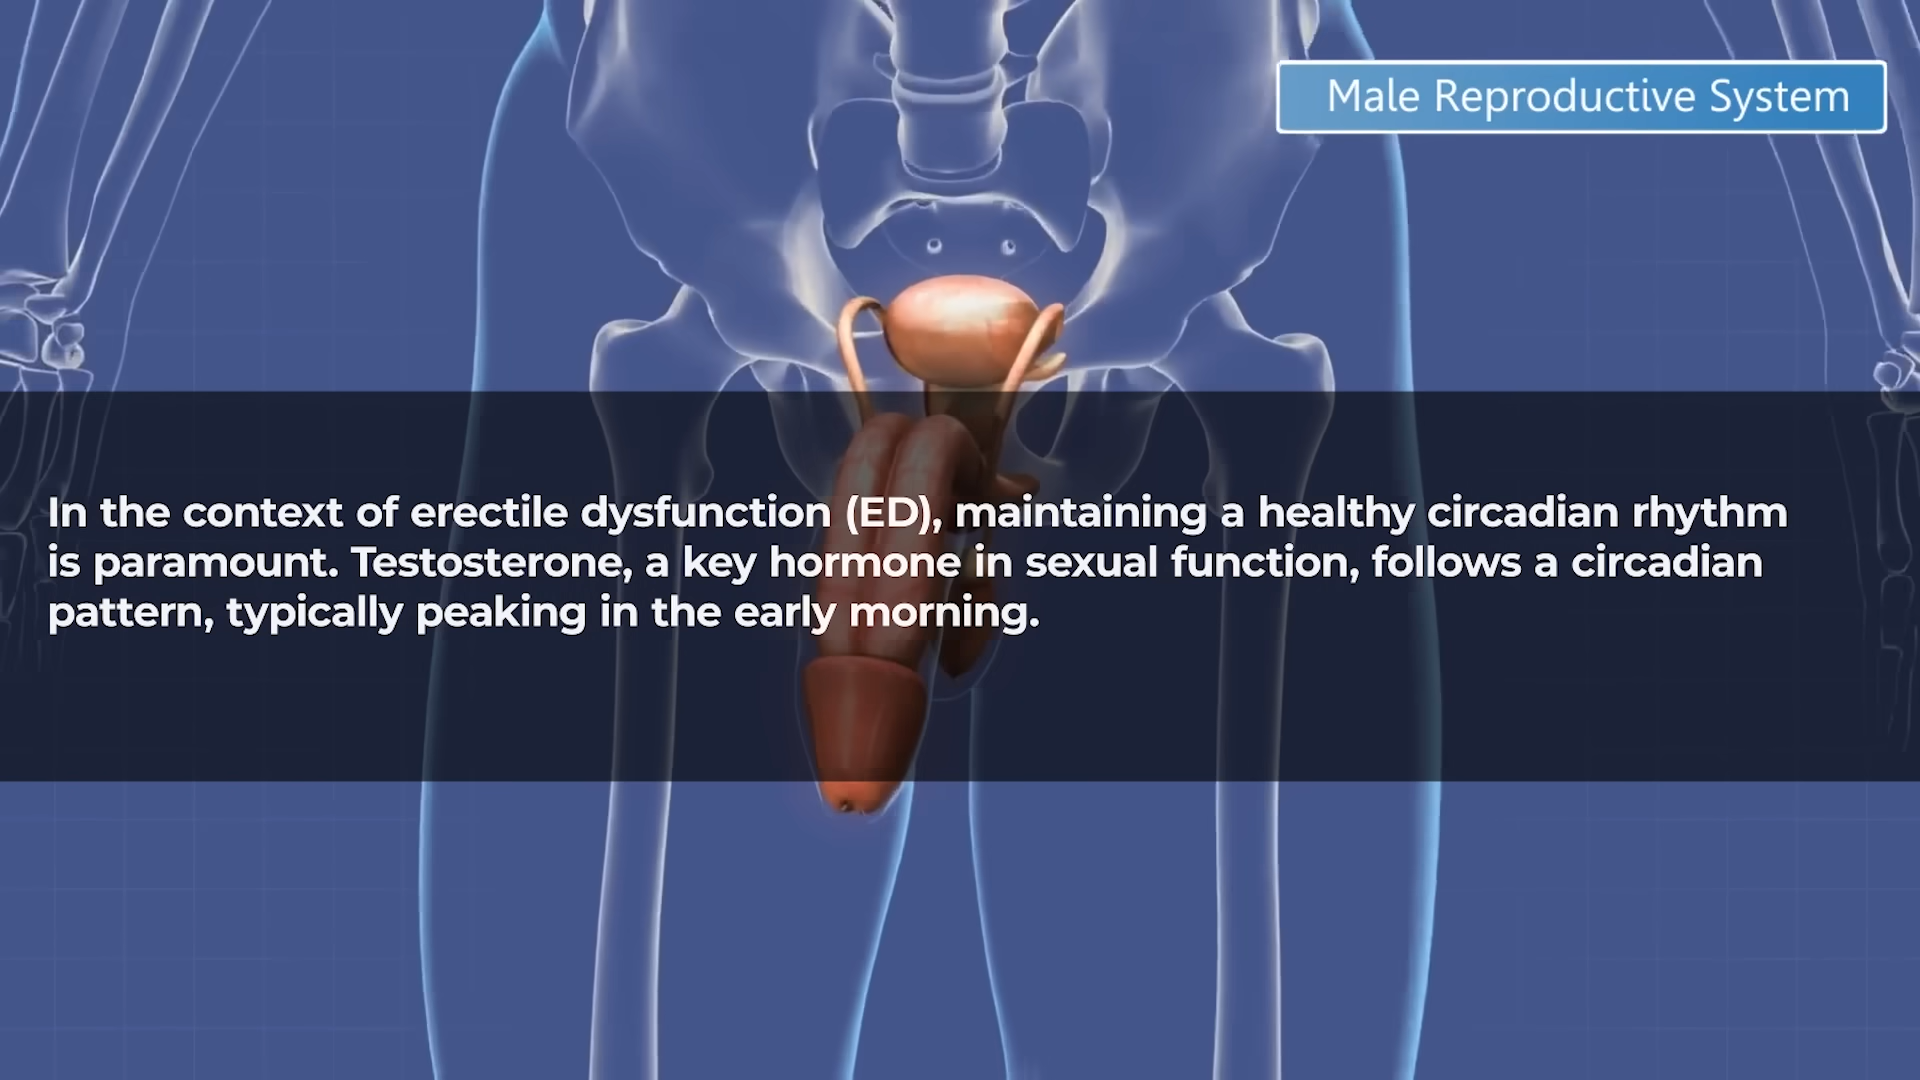 Male Reproductive System
In the context of erectile dysfunction (ED), maintaining a healthy circadian rhythm
is paramount. Testosterone, a key hormone in sexual function, follows a circadian
pattern, typically peaking in the early morning.